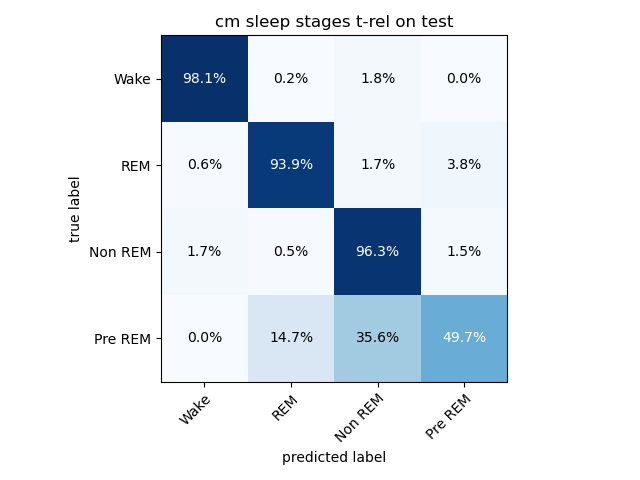 cm sleep stages t-rel on test
Wake 98.1% 0.2% 1.8% 0.0%
REM 0.6% 93.9% 1.7% 3.8%
true label
Non REM 1.7% 0.5% 96.3% 1.5%
Pre REM 0.0% 14.7% 35.6% 49.7%
Wake REM Non REM Pre REM
predicted label